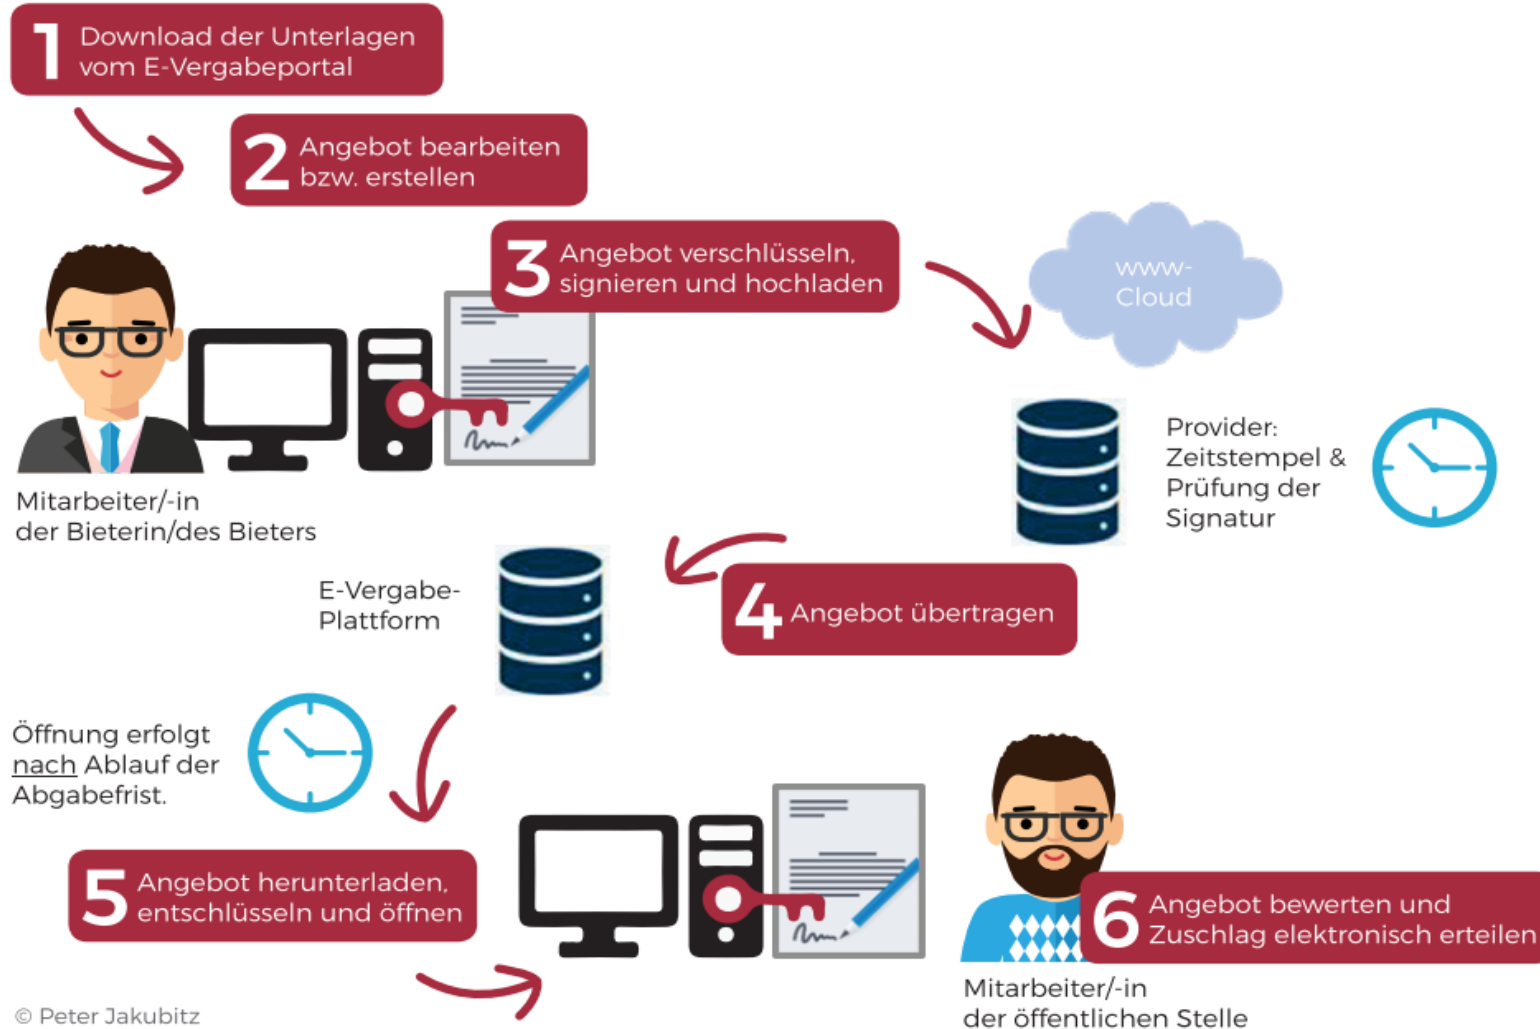 1 Download der Unterlagen
vom E-Vergabeportal
2 Angebot bearbeiten
bzw. erstellen
3 Angebot verschlüsseln,
signieren und hochladen
www-
Cloud
Provider:
Zeitstempel &
Prüfung der
Signatur
Mitarbeiter/-in
der Bieterin/des Bieters
E-Vergabe-
Plattform
4 Angebot übertragen
Öffnung erfolgt
nach Ablauf der
Abgabefrist.
5 Angebot herunterladen,
entschlüsseln und öffnen
6 Angebot bewerten und
Zuschlag elektronisch erteilen
Mitarbeiter/-in
der öffentlichen Stelle
© Peter Jakubitz